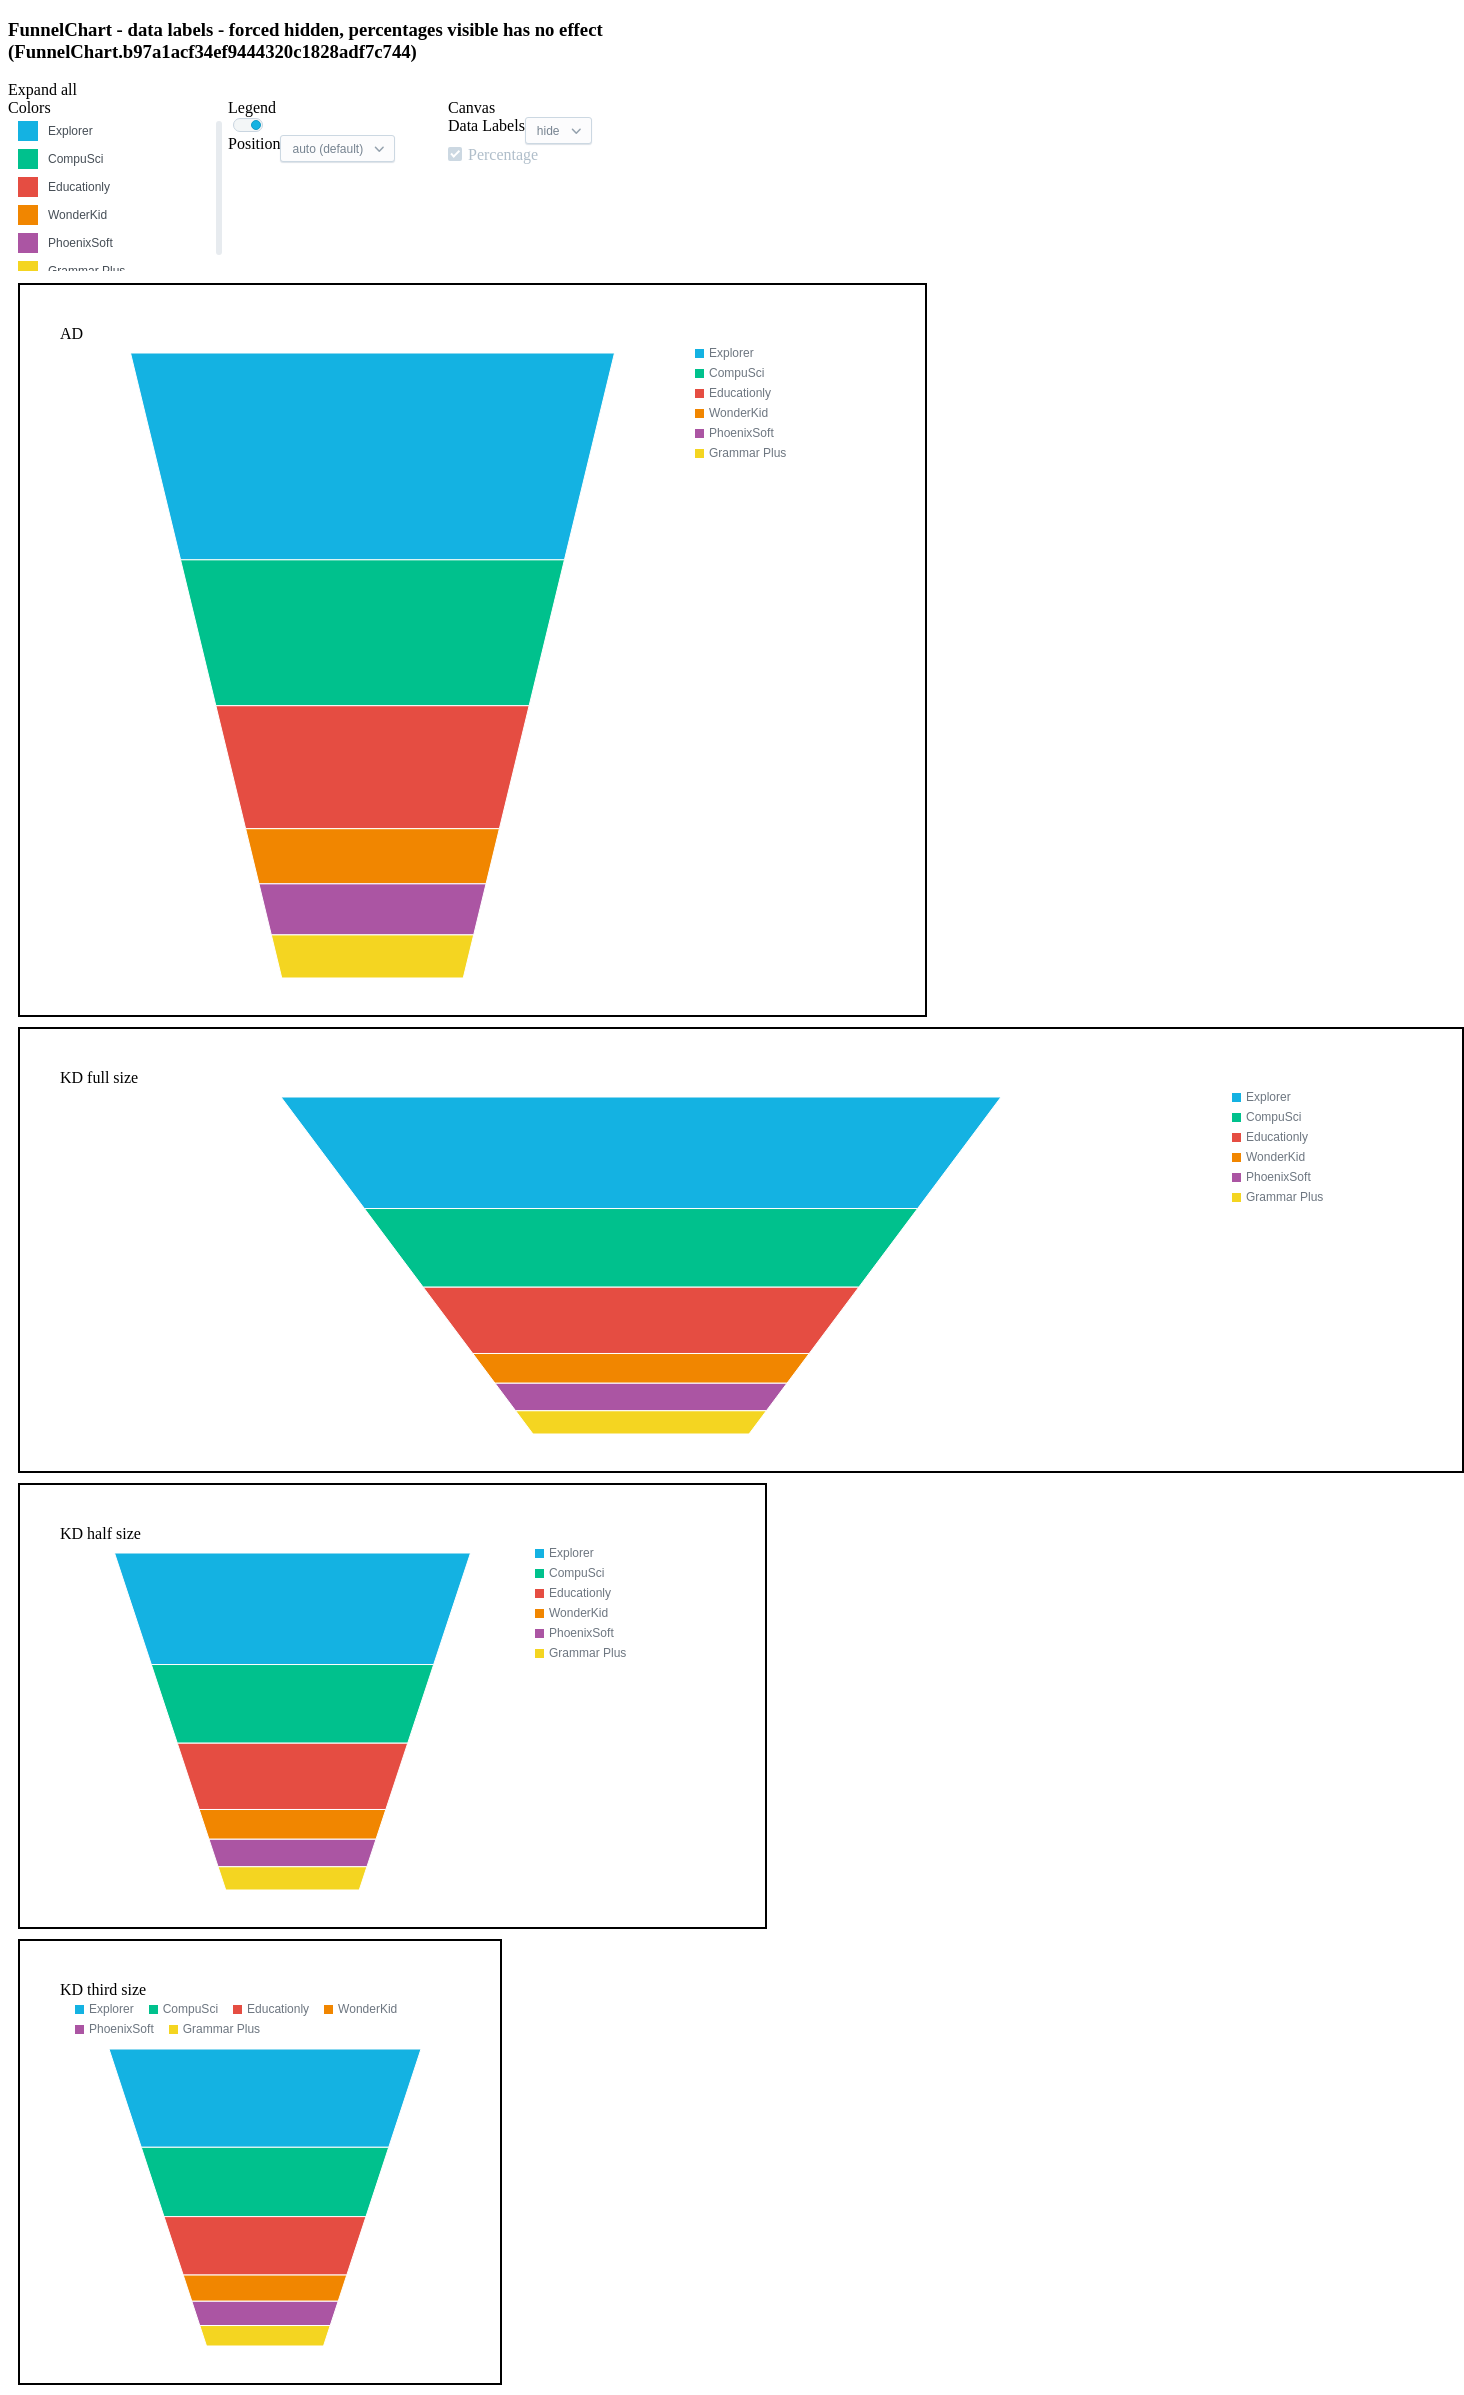 FunnelChart - data labels - forced hidden, percentages visible has no effect
(FunnelChart.b97a1acf34ef9444320c1828adf7c744)
Expand all
Colors
Explorer
CompuSci
Educationly
WonderKid
PhoenixSoft
Grammar Plus
Legend
Position auto (default)
Canvas
Data Labels hide
Percentage
AD
Explorer
CompuSci
Educationly
WonderKid
PhoenixSoft
Grammar Plus
KD full size
Explorer
CompuSci
Educationly
WonderKid
PhoenixSoft
Grammar Plus
KD half size
Explorer
CompuSci
Educationly
WonderKid
PhoenixSoft
Grammar Plus
KD third size
Explorer CompuSci Educationly WonderKid
PhoenixSoft Grammar Plus